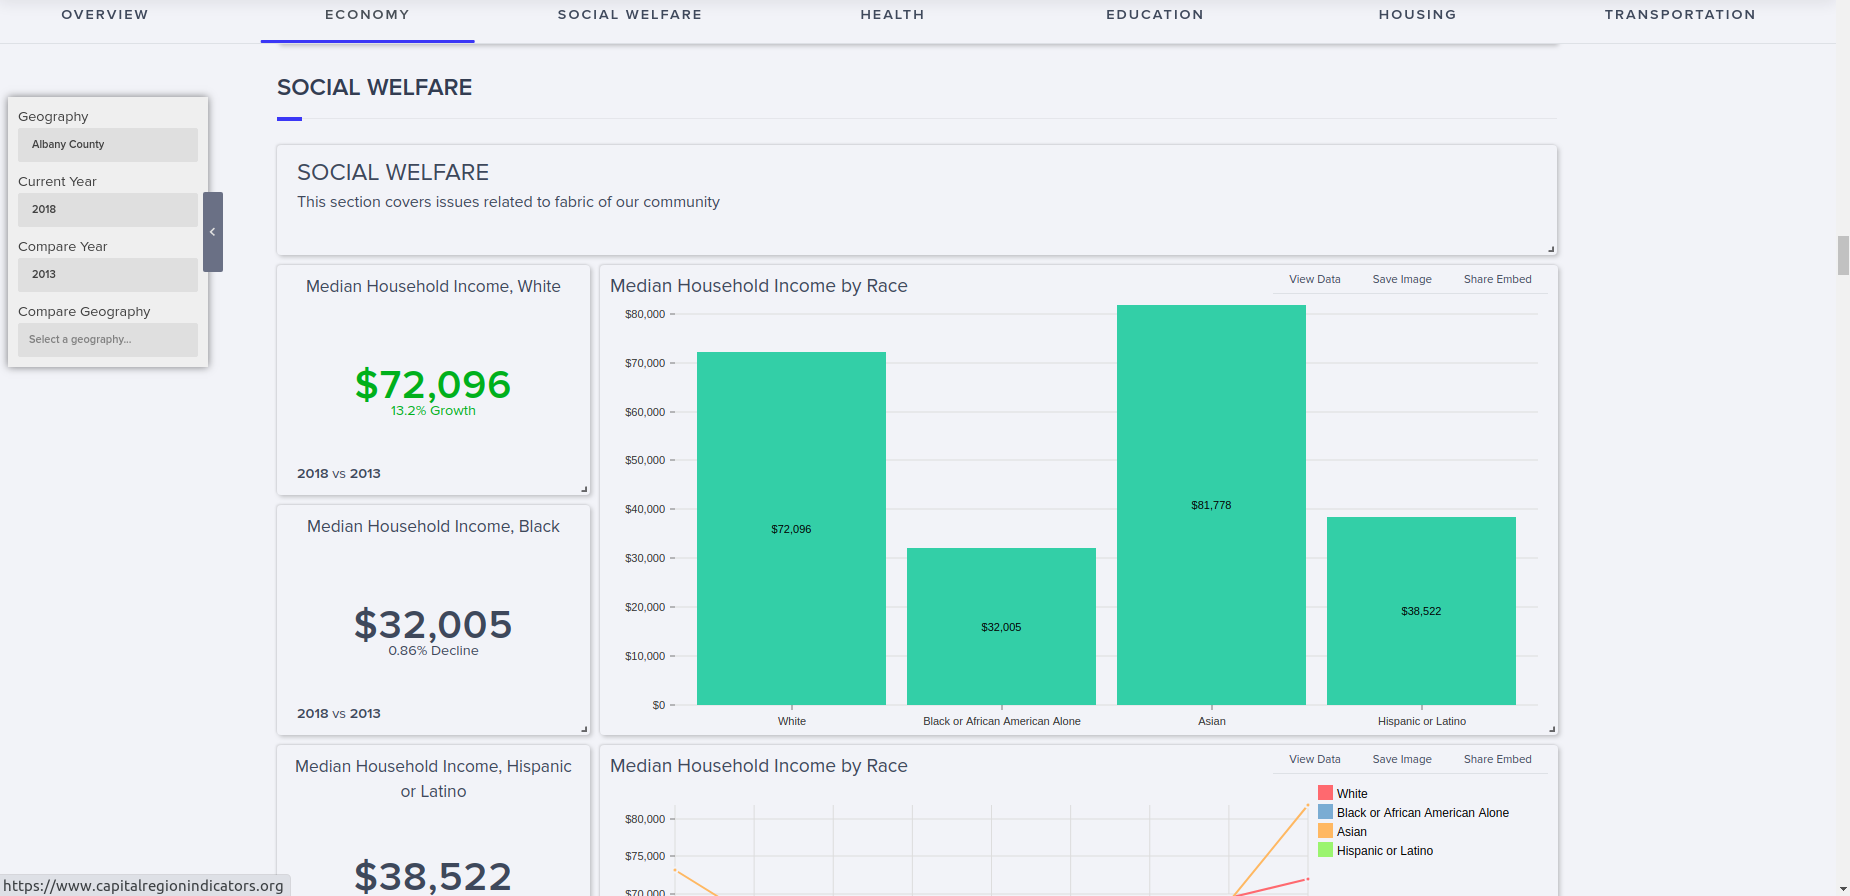 OVERVIEW
ECONOMY
SOCIAL WELFARE
HEALTH
EDUCATION
HOUSING
TRANSPORTATION
Geography
Albany County
Current Year
2018
Compare Year
2013
Compare Geography
Select a geography...
SOCIAL WELFARE
SOCIAL WELFARE
This section covers issues related to fabric of our community
Median Household Income, White
$72,096
13.2% Growth
2018 vs 2013
Median Household Income by Race
View Data
Save Image
Share Embed
$80,000
$70,000
$60,000
$50,000
$40,000
$30,000
$20,000
$10,000
$0
$72,096
$32,005
$81,778
$38,522
White
Black or African American Alone
Asian
Hispanic or Latino
Median Household Income, Black
$32,005
0.86% Decline
2018 vs 2013
Median Household Income, Hispanic
or Latino
$38,522
Median Household Income by Race
View Data
Save Image
Share Embed
White
Black or African American Alone
Asian
Hispanic or Latino
$80,000
$75,000
$70,000
https://www.capitalregionindicators.org